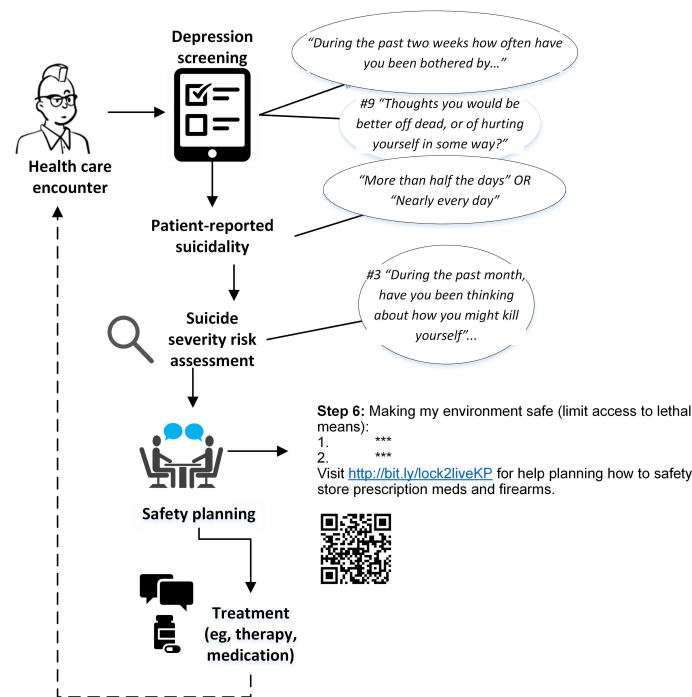 Depression
screening
“During the past two weeks how often have
you been bothered by...”
#9 “Thoughts you would be
better off dead, or of hurting
yourself in some way?”
Health care
encounter
“More than half the days” OR
“Nearly every day”
Patient-reported
suicidality
#3 “During the past month,
have you been thinking
about how you might kill
yourself”...
Suicide
severity risk
assessment
Step 6: Making my environment safe (limit access to lethal
means):
1. ***
2. ***
Visit http://bit.ly/lock2liveKP for help planning how to safety
store prescription meds and firearms.
Safety planning
Treatment
(eg, therapy,
medication)